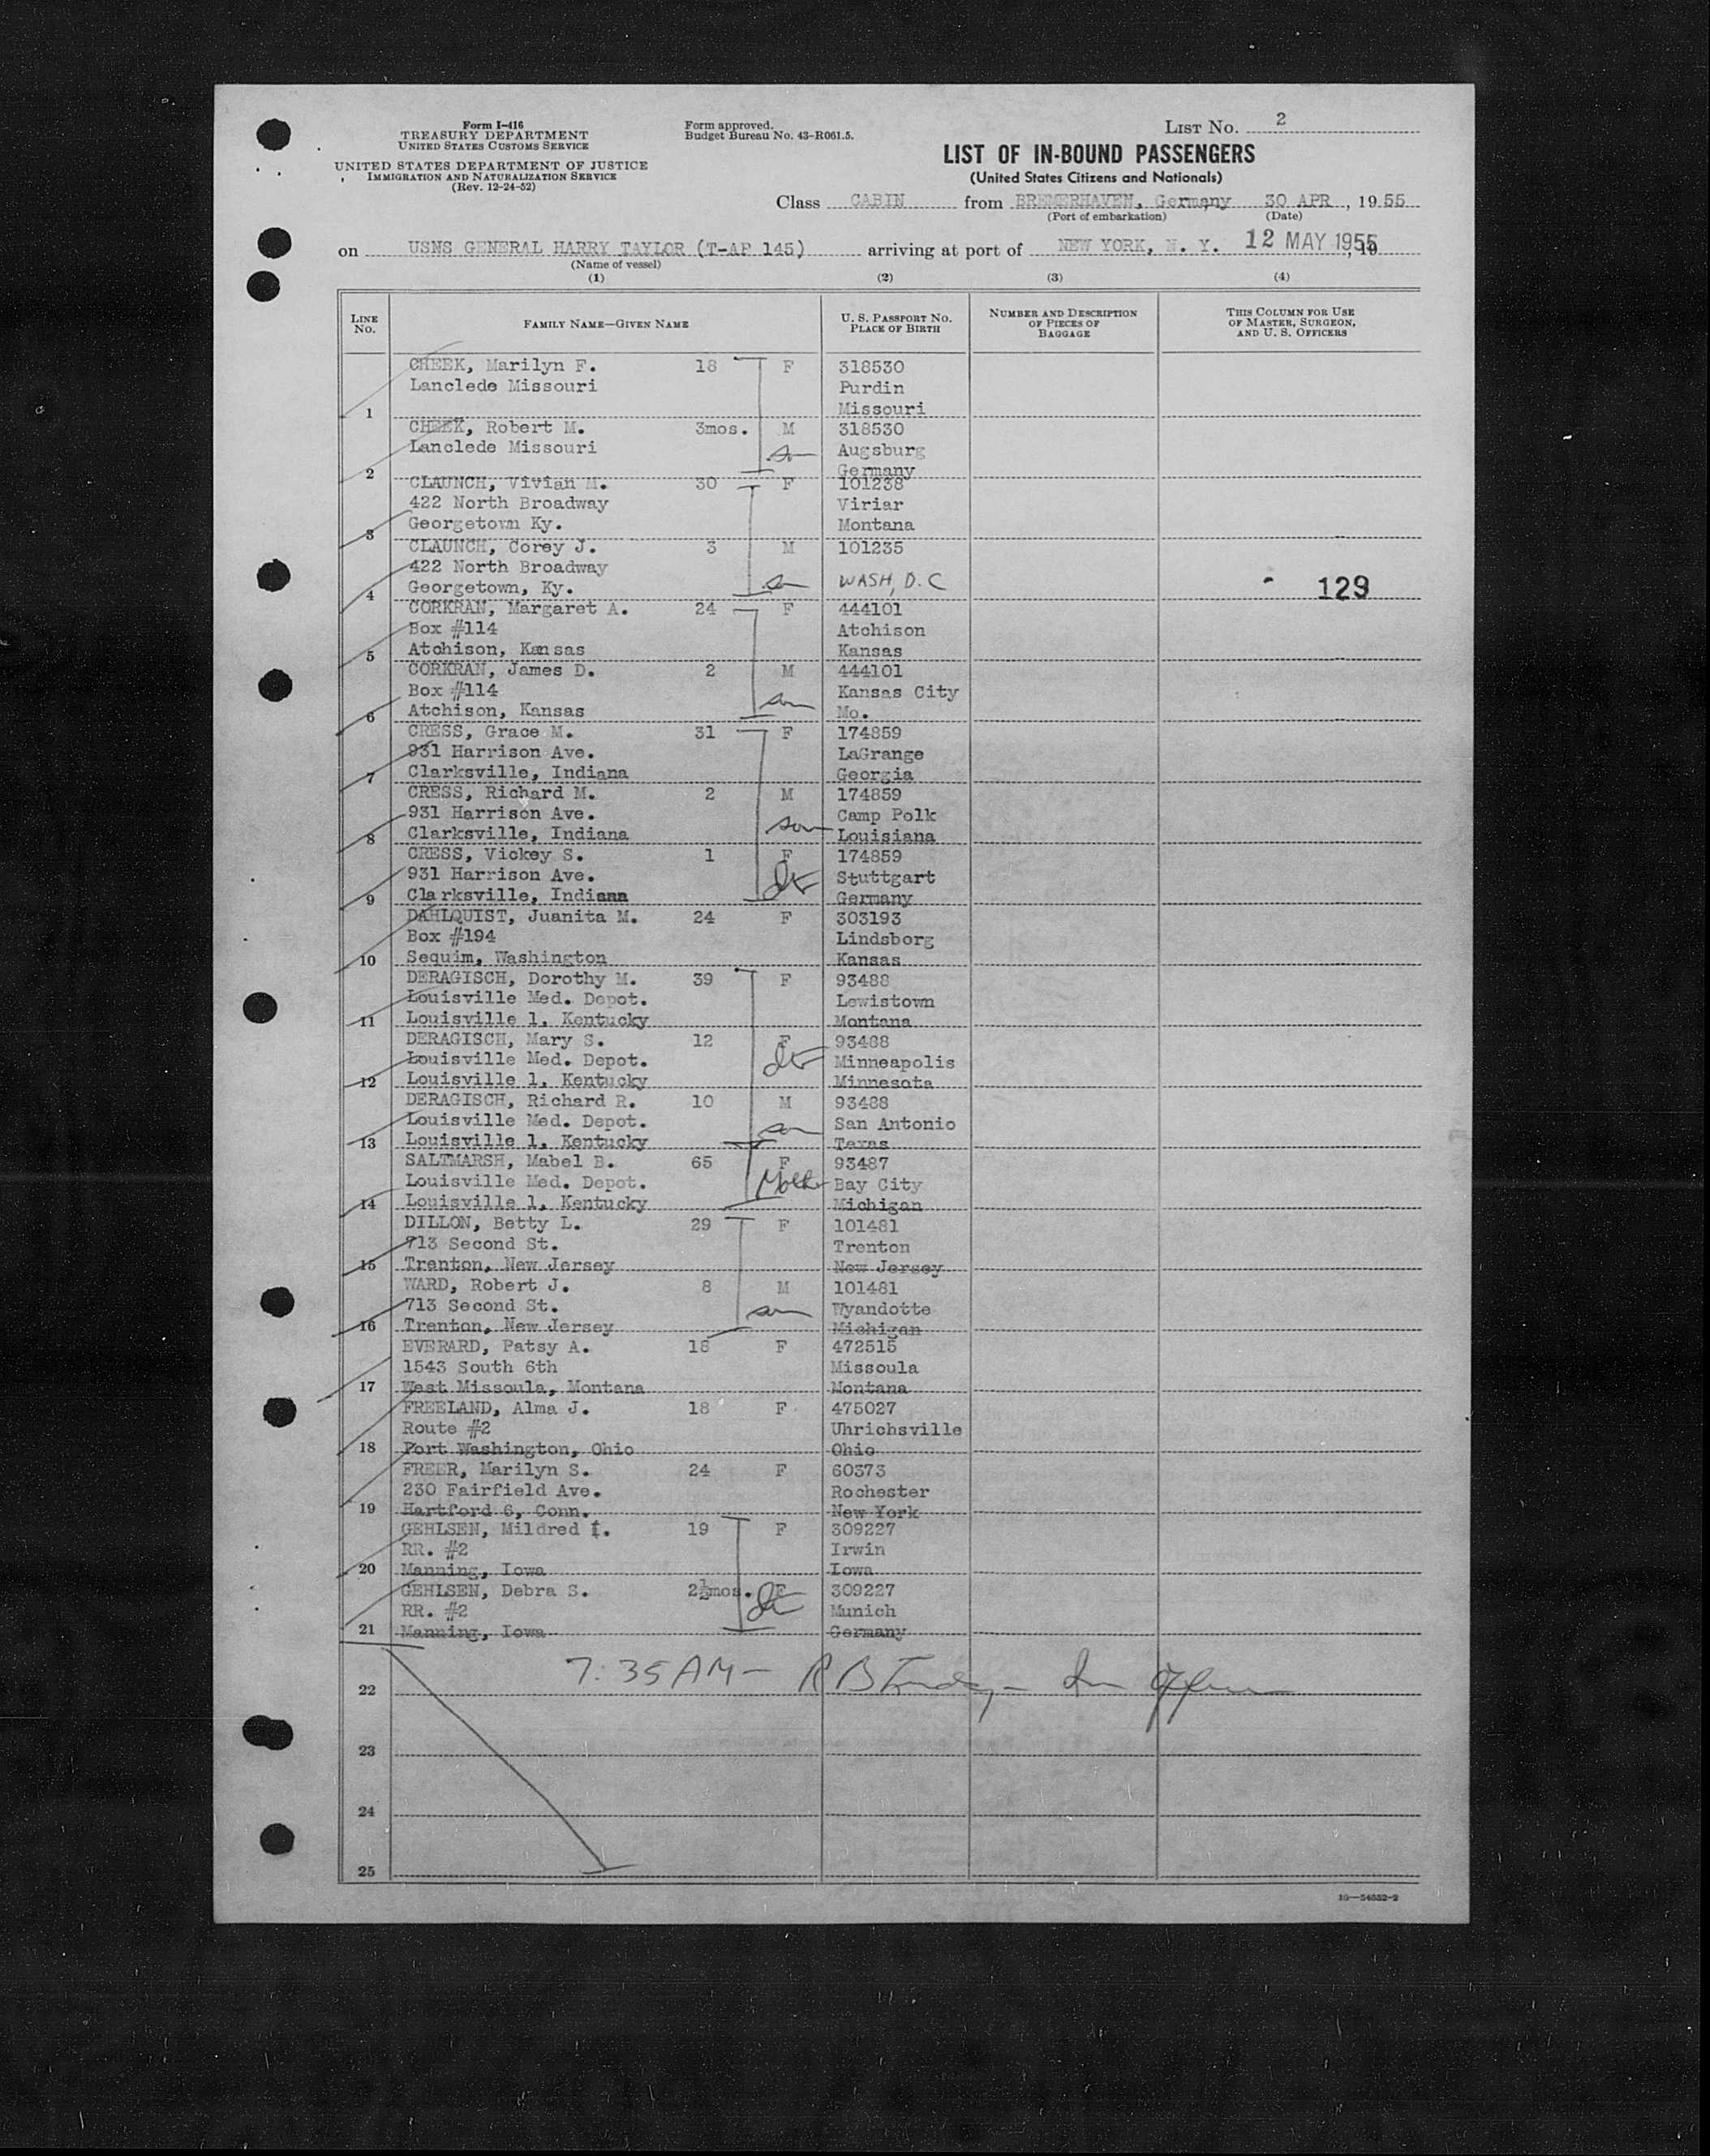 Form I-416
TREASURY DEPARTMENT
UNITED STATES CUSTOMS SERVICE
UNITED STATES DEPARTMENT OF JUSTICE
IMMIGRATION AND NATURALIZATION SERVICE
(Rev. 12-24-52)
Form approved.
Budget Bureau No. 43-R061.5.
LIST No. 2
LIST OF IN-BOUND PASSENGERS
(United States Citizens and Nationals)
Class CABIN from BREMERHAVEN, Germany 30 APR, 1955
(Port of embarkation) (Date)
on USNS GENERAL HARRY TAYLOR (T-AP 145) arriving at port of NEW YORK, N. Y. 12 MAY 1955, 19
(Name of vessel)
(1) (2) (3) (4)
LINE No. FAMILY NAME—GIVEN NAME U. S. PASSPORT No. PLACE OF BIRTH NUMBER AND DESCRIPTION OF PIECES OF BAGGAGE THIS COLUMN FOR USE OF MASTER, SURGEON, AND U. S. OFFICERS
CHEEK, Marilyn F. 18 F 318530
Lanclede Missouri Purdin
1 Missouri
CHEEK, Robert M. 3mos. M 318530
Lanclede Missouri son Augsburg
2 Germany
CLAUNCH, Vivian M. 30 F 101238
422 North Broadway Viriar
3 Georgetown Ky. Montana
CLAUNCH, Corey J. 3 M 101235
422 North Broadway son WASH, D.C
4 Georgetown, Ky. 129
CORKRAN, Margaret A. 24 F 444101
Box #114 Atchison
5 Atchison, Kansas Kansas
CORKRAN, James D. 2 M 444101
Box #114 son Kansas City
6 Atchison, Kansas Mo.
CRESS, Grace M. 31 F 174859
931 Harrison Ave. LaGrange
7 Clarksville, Indiana Georgia
CRESS, Richard M. 2 M 174859
931 Harrison Ave. son Camp Polk
8 Clarksville, Indiana Louisiana
CRESS, Vickey S. 1 F 174859
931 Harrison Ave. dtr Stuttgart
9 Clarksville, Indiana Germany
DAHLQUIST, Juanita M. 24 F 303193
Box #194 Lindsborg
10 Sequim, Washington Kansas
DERAGISCH, Dorothy M. 39 F 93488
Louisville Med. Depot. Lewistown
11 Louisville 1, Kentucky Montana
DERAGISCH, Mary S. 12 F 93488
Louisville Med. Depot. dtr Minneapolis
12 Louisville 1, Kentucky Minnesota
DERAGISCH, Richard R. 10 M 93488
Louisville Med. Depot. son San Antonio
13 Louisville 1, Kentucky Texas
SALTMARSH, Mabel B. 65 F 93487
Louisville Med. Depot. Mother Bay City
14 Louisville 1, Kentucky Michigan
DILLON, Betty L. 29 F 101481
713 Second St. Trenton
15 Trenton, New Jersey New Jersey
WARD, Robert J. 8 M 101481
713 Second St. son Wyandotte
16 Trenton, New Jersey Michigan
EVERARD, Patsy A. 18 F 472515
1543 South 6th Missoula
17 West Missoula, Montana Montana
FREELAND, Alma J. 18 F 475027
Route #2 Uhrichsville
18 Port Washington, Ohio Ohio
FREER, Marilyn S. 24 F 60373
230 Fairfield Ave. Rochester
19 Hartford 6, Conn. New York
GEHLSEN, Mildred I. 19 F 309227
RR. #2 Irwin
20 Manning, Iowa Iowa
GEHLSEN, Debra S. 2½mos. F 309227
RR. #2 dtr Munich
21 Manning, Iowa Germany
7:35 AM— R B
22
23
24
25
16—54552-2